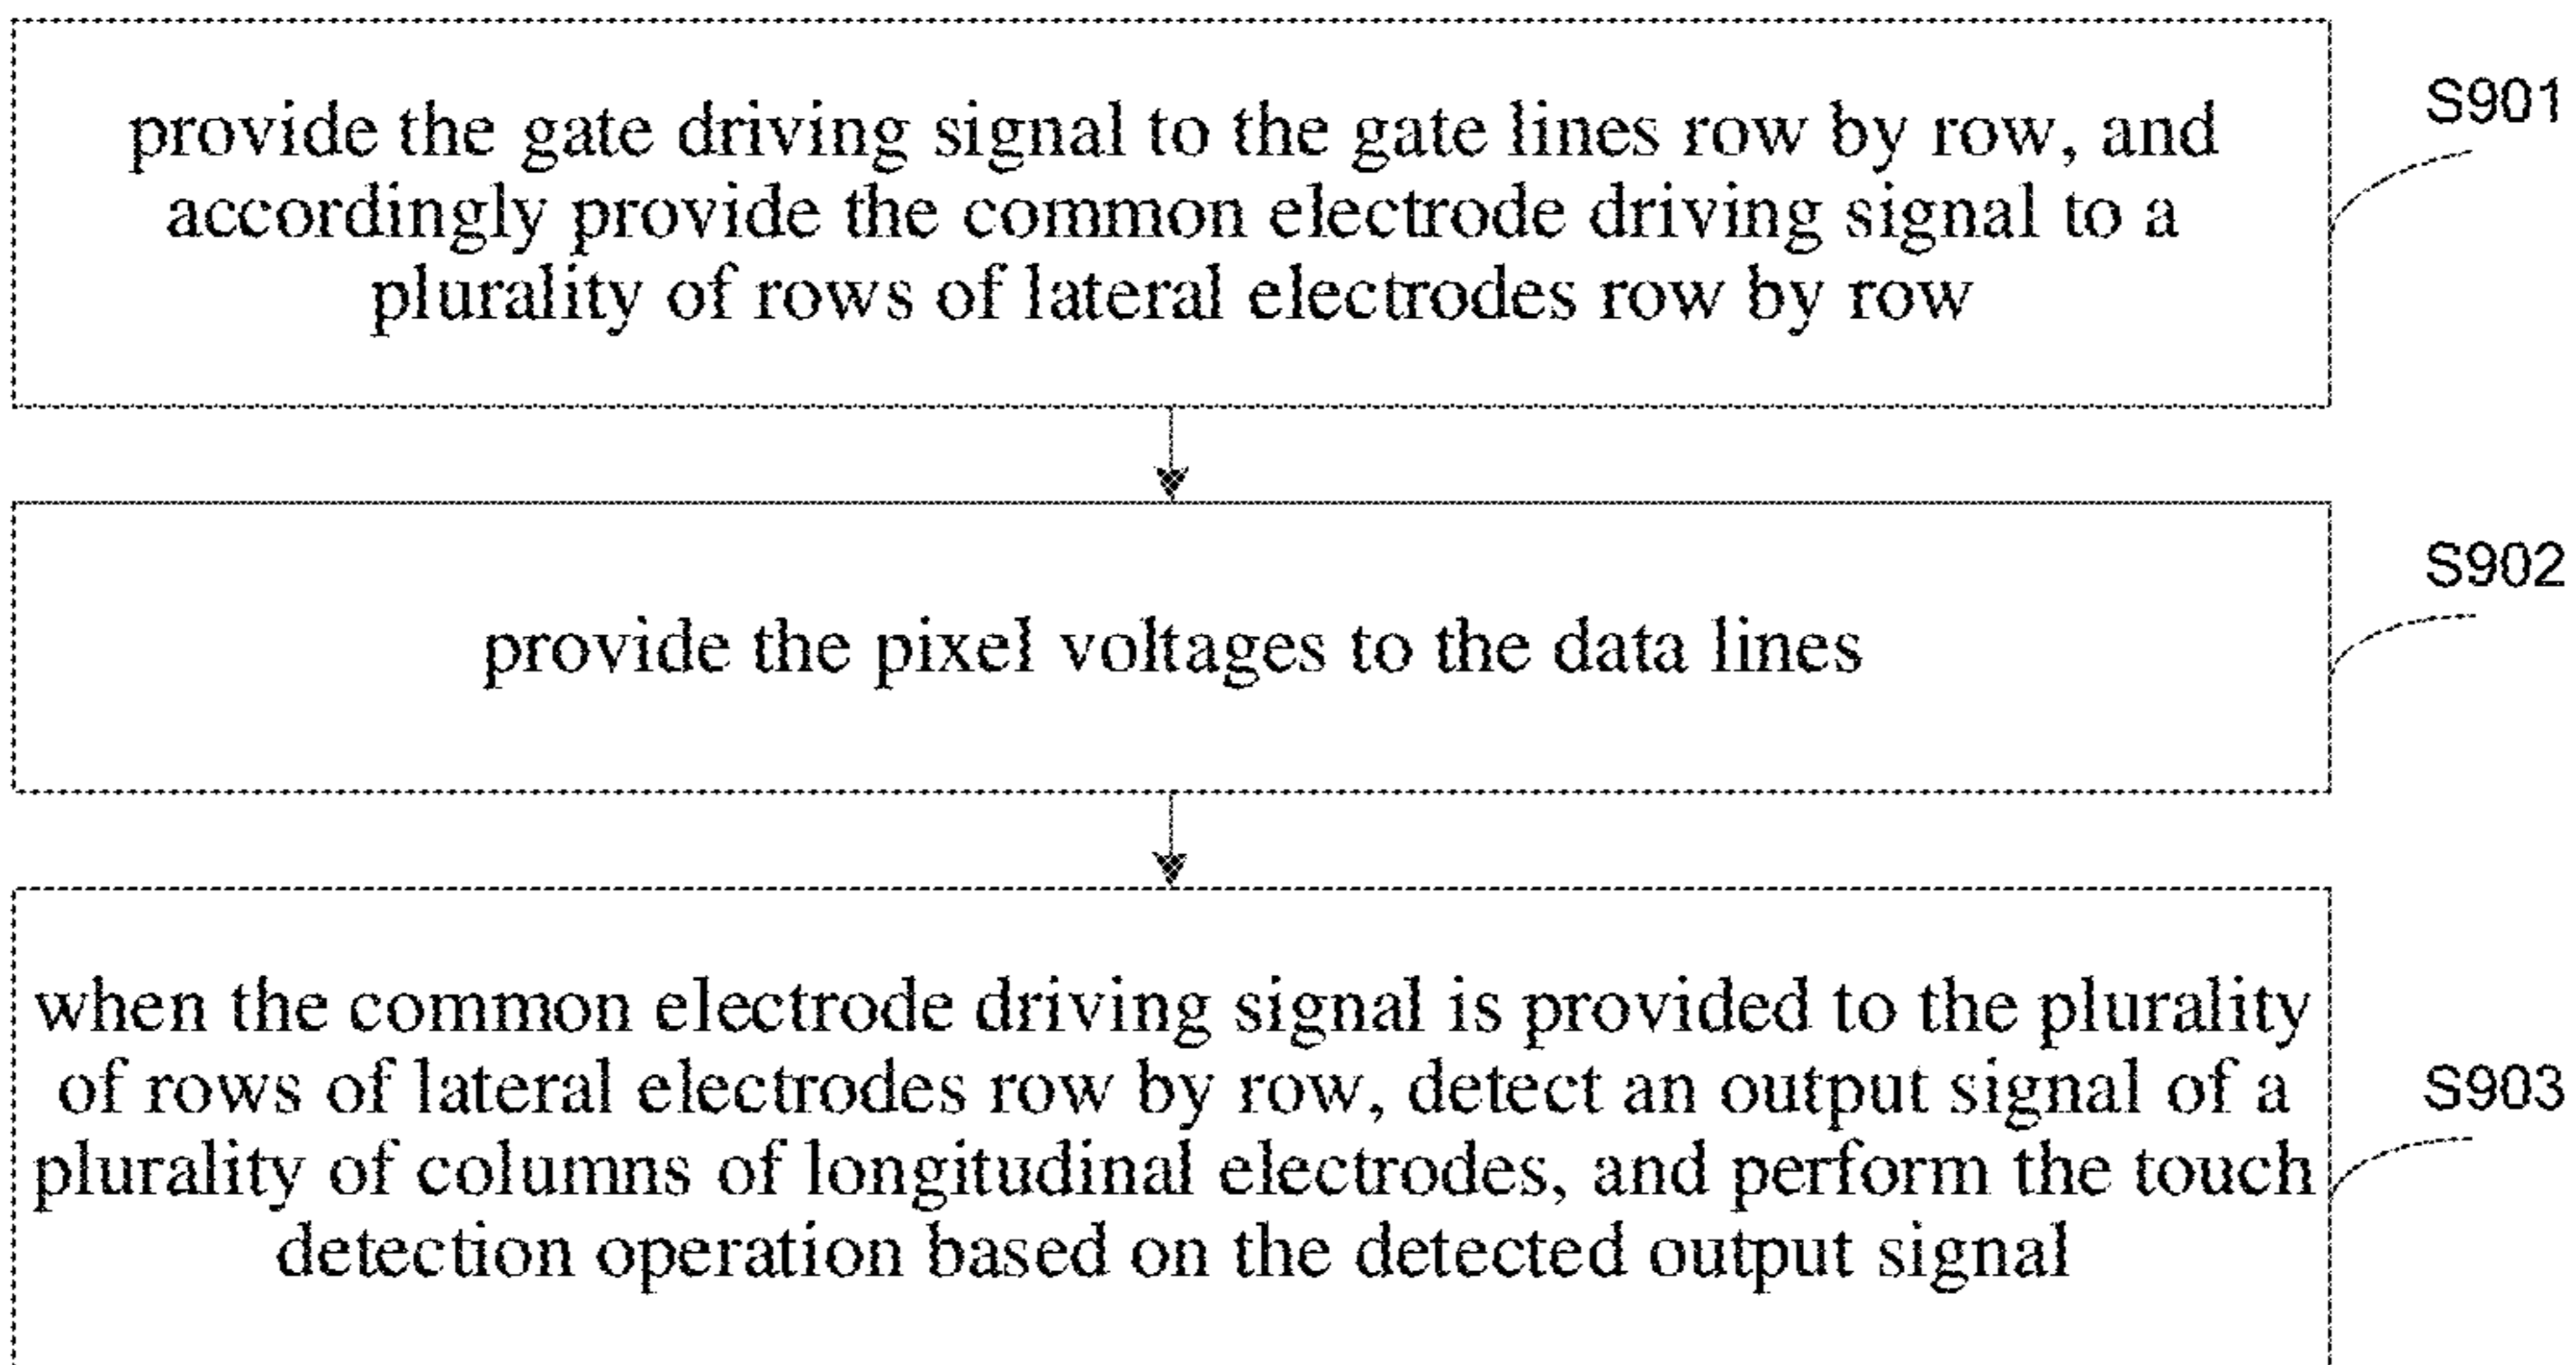 provide the gate driving signal to the gate lines row by row, and
accordingly provide the common electrode driving signal to a
plurality of rows of lateral electrodes row by row
S901
provide the pixel voltages to the data lines
S902
when the common electrode driving signal is provided to the plurality
of rows of lateral electrodes row by row, detect an output signal of a
plurality of columns of longitudinal electrodes, and perform the touch
detection operation based on the detected output signal
S903